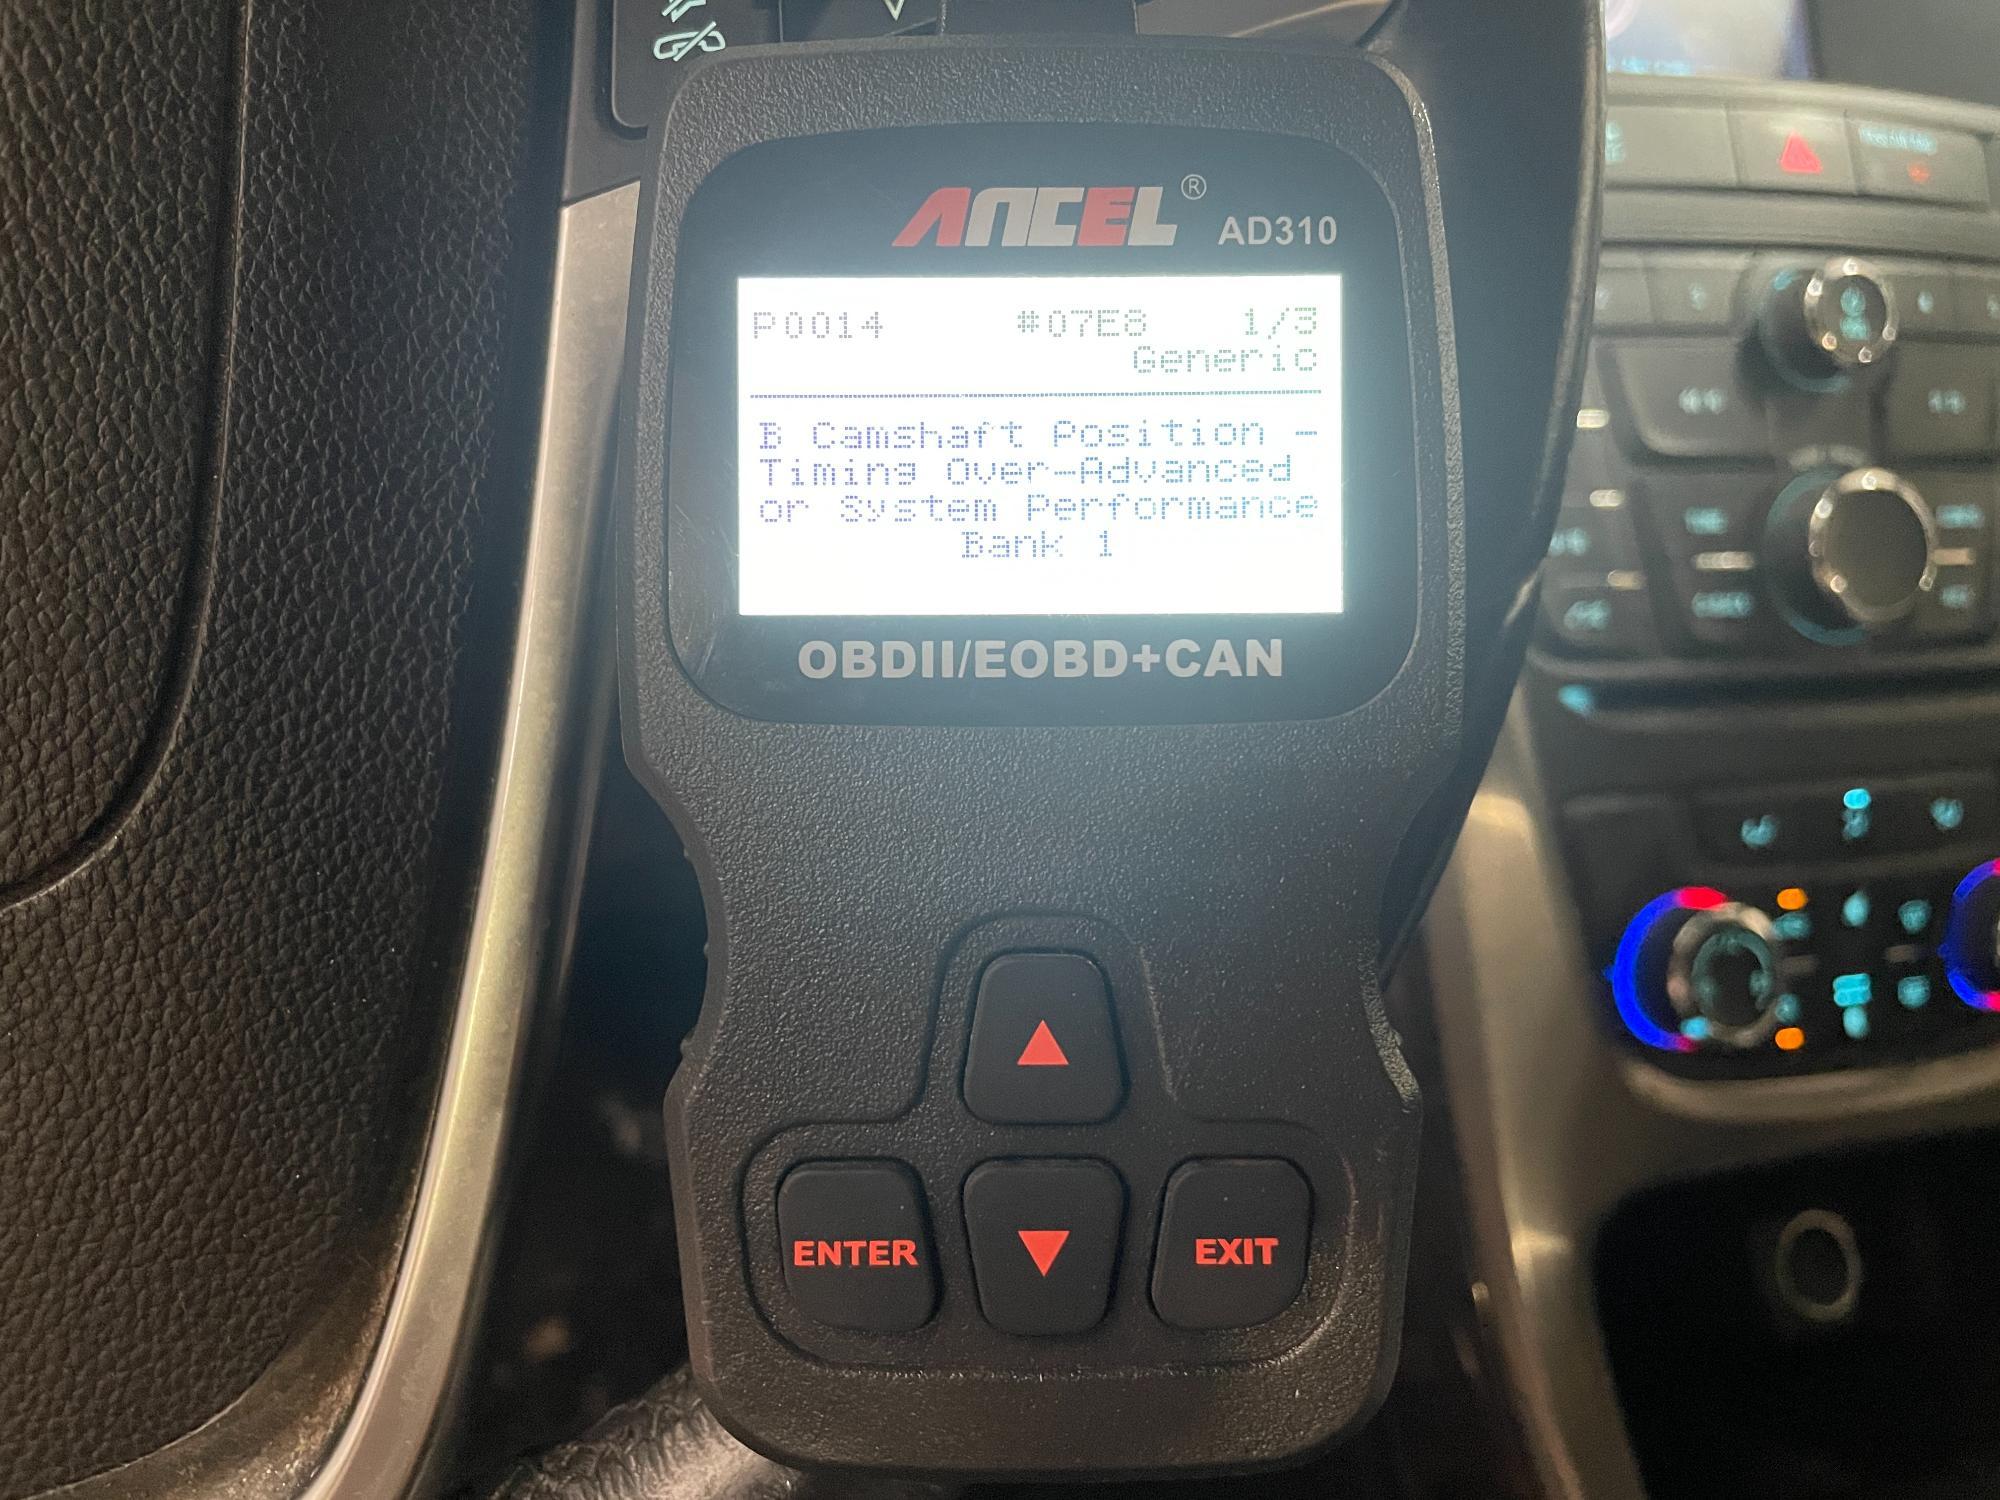 ANCEL® AD310
P0014 #07E8 1/3
Generic
B Camshaft Position -
Timing Over-Advanced
or System Performance
Bank 1
OBDII/EOBD+CAN
ENTER
EXIT